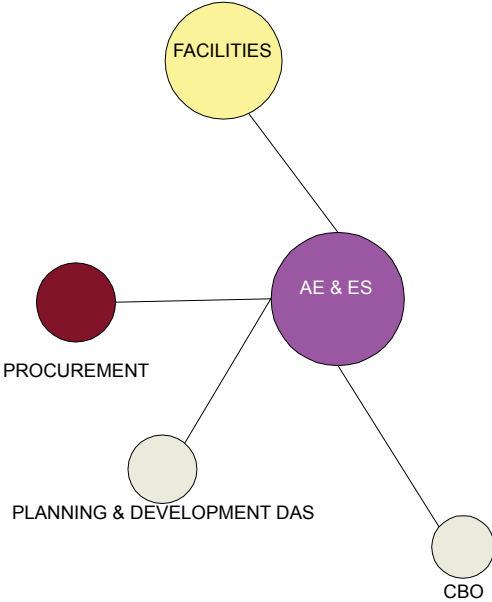 FACILITIES
AE & ES
PROCUREMENT
PLANNING & DEVELOPMENT DAS
CBO